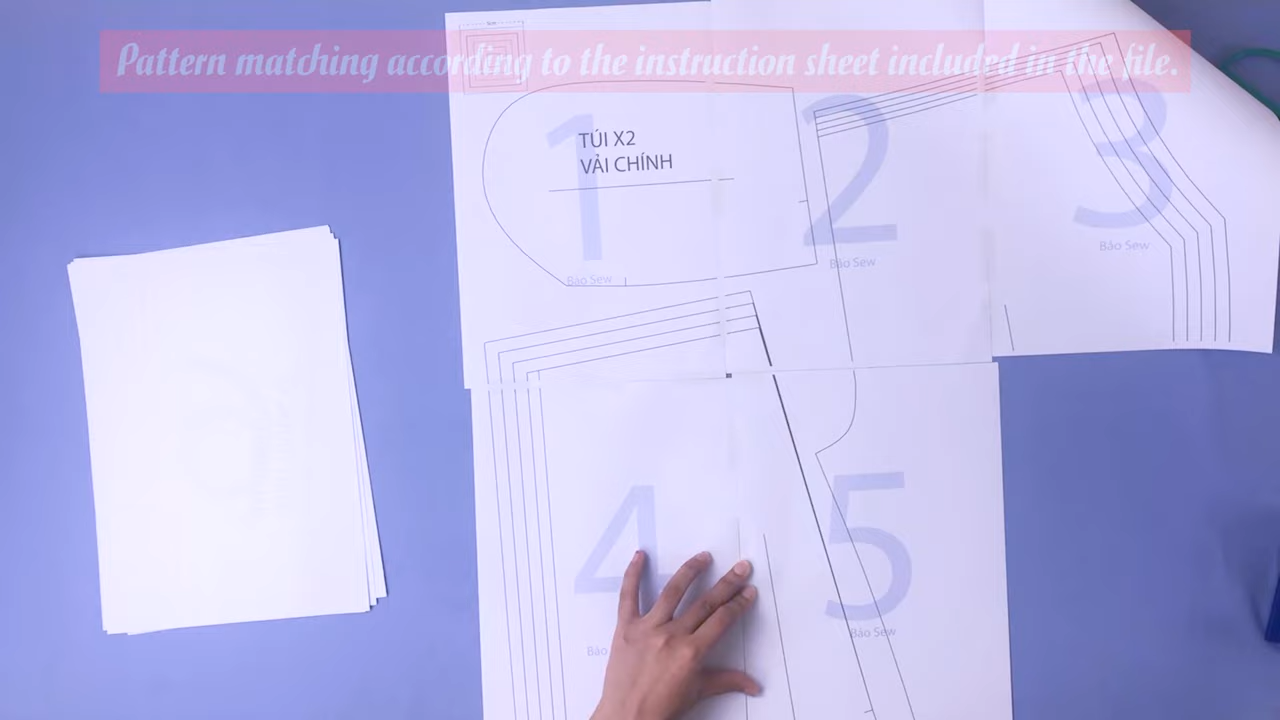 Pattern matching according to the instruction sheet included in the file.
1
TÚI X2
VẢI CHÍNH
Bảo Sew
2
Bảo Sew
3
Bảo Sew
4
Bảo
5
Bảo Sew